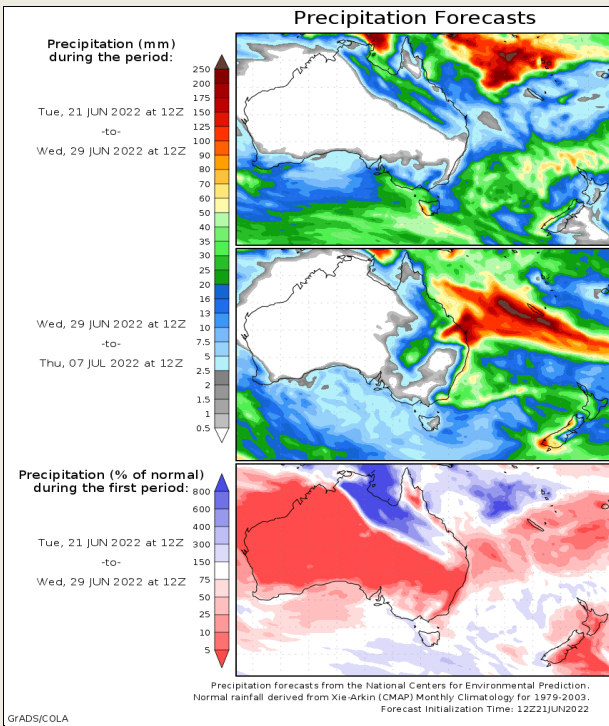 Precipitation Forecasts
Precipitation (mm)
during the period:
Tue, 21 JUN 2022 at 12Z
-to-
Wed, 29 JUN 2022 at 12Z
250
200
175
150
125
100
90
80
70
60
50
40
35
30
25
20
16
13
10
7.5
5
2.5
2
1.5
1
0.5
Wed, 29 JUN 2022 at 12Z
-to-
Thu, 07 JUL 2022 at 12Z
Precipitation (% of normal)
during the first period:
Tue, 21 JUN 2022 at 12Z
-to-
Wed, 29 JUN 2022 at 12Z
800
600
400
300
150
75
50
25
10
5
Precipitation forecasts from the National Centers for Environmental Prediction.
Normal rainfall derived from Xie-Arkin (CMAP) Monthly Climatology for 1979-2003.
Forecast Initialization Time: 12Z21JUN2022
GrADS/COLA